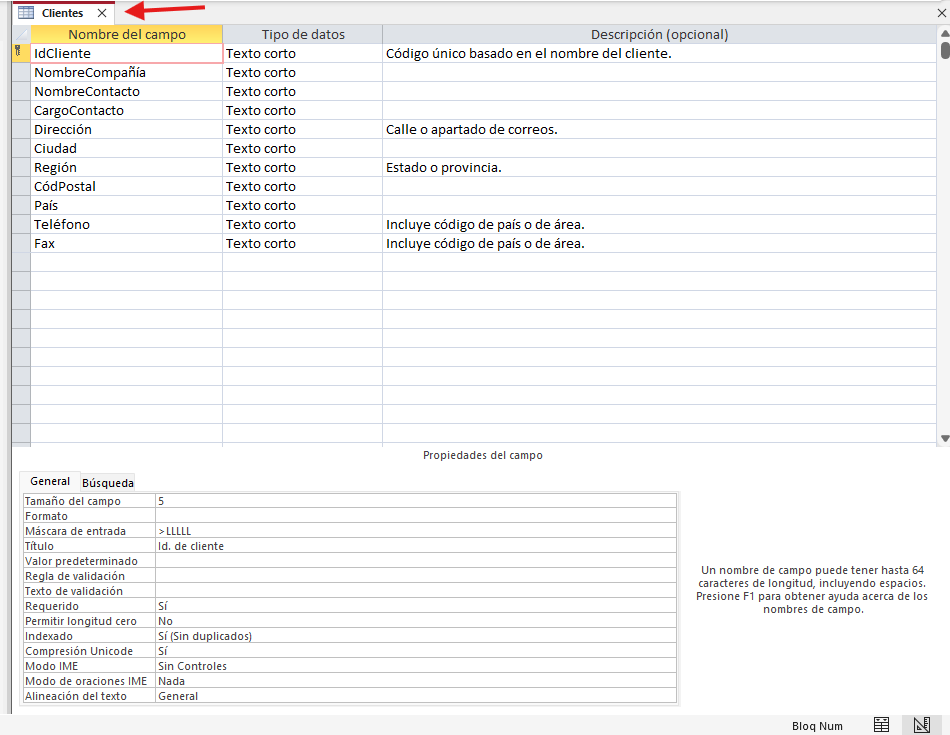 Clientes
Nombre del campo Tipo de datos Descripción (opcional)
IdCliente Texto corto Código único basado en el nombre del cliente.
NombreCompañía Texto corto
NombreContacto Texto corto
CargoContacto Texto corto
Dirección Texto corto Calle o apartado de correos.
Ciudad Texto corto
Región Texto corto Estado o provincia.
CódPostal Texto corto
País Texto corto
Teléfono Texto corto Incluye código de país o de área.
Fax Texto corto Incluye código de país o de área.
Propiedades del campo
General Búsqueda
Tamaño del campo 5
Formato
Máscara de entrada >LLLLL
Título Id. de cliente
Valor predeterminado
Regla de validación
Texto de validación
Requerido Sí
Permitir longitud cero No
Indexado Sí (Sin duplicados)
Compresión Unicode Sí
Modo IME Sin Controles
Modo de oraciones IME Nada
Alineación del texto General
Un nombre de campo puede tener hasta 64
caracteres de longitud, incluyendo espacios.
Presione F1 para obtener ayuda acerca de los
nombres de campo.
Bloq Num